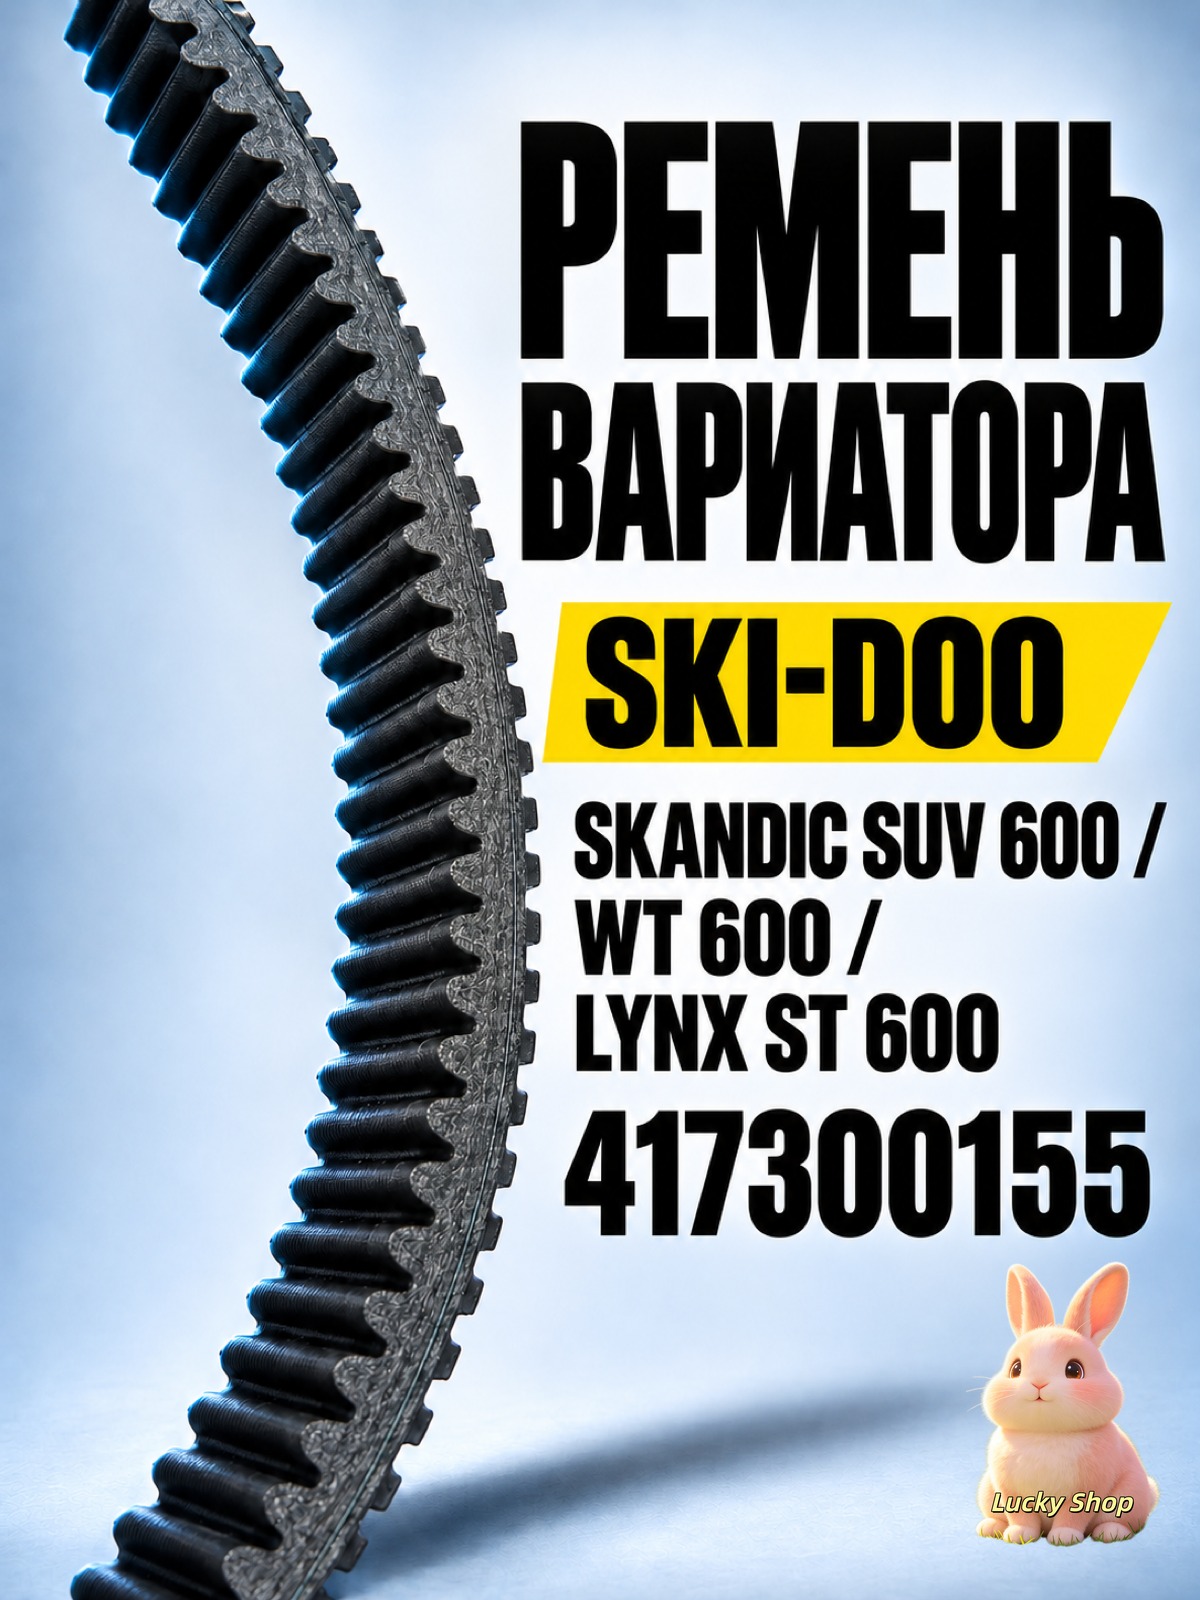 РЕМЕНЬ
ВАРИАТОРА
SKI-DOO
SKANDIC SUV 600 /
WT 600 /
LYNX ST 600
417300155
Lucky Shop